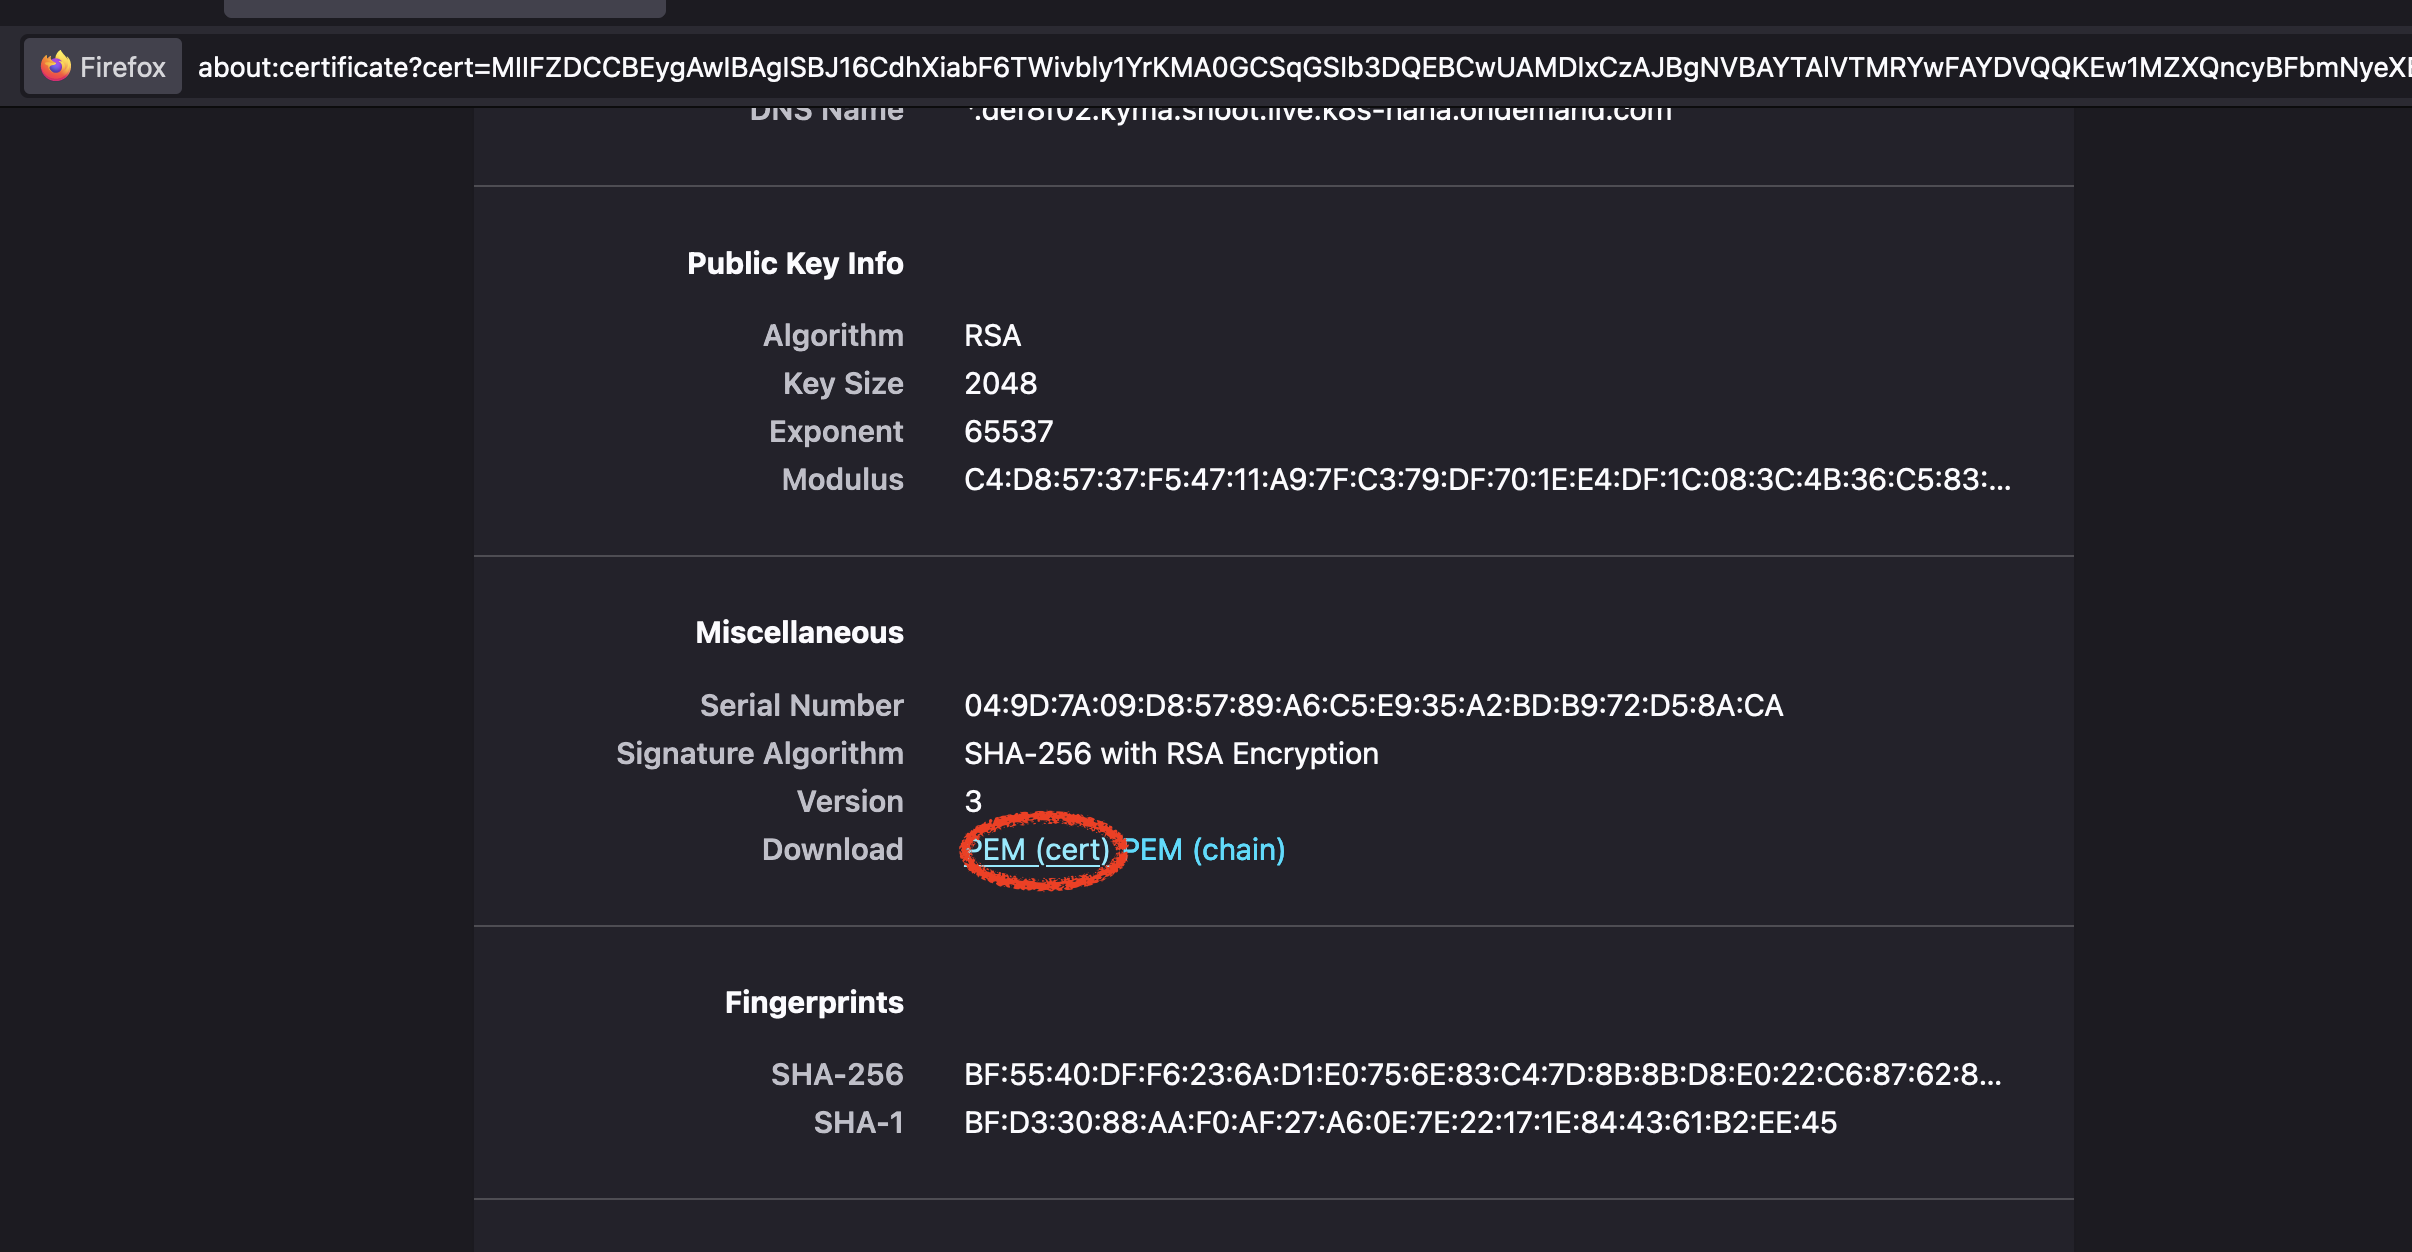 Firefox about:certificate?cert=MIIFZDCCBEygAwIBAgISBJ16CdhXiabF6TWivbly1YrKMA0GCSqGSIb3DQEBCwUAMDIxCzAJBgNVBAYTAlVTMRYwFAYDVQQKEw1MZXQncyBFbmNyeXB
DNS Name *.def8f02.kyma.shoot.live.k8s-hana.ondemand.com
Public Key Info
Algorithm RSA
Key Size 2048
Exponent 65537
Modulus C4:D8:57:37:F5:47:11:A9:7F:C3:79:DF:70:1E:E4:DF:1C:08:3C:4B:36:C5:83:...
Miscellaneous
Serial Number 04:9D:7A:09:D8:57:89:A6:C5:E9:35:A2:BD:B9:72:D5:8A:CA
Signature Algorithm SHA-256 with RSA Encryption
Version 3
Download PEM (cert) PEM (chain)
Fingerprints
SHA-256 BF:55:40:DF:F6:23:6A:D1:E0:75:6E:83:C4:7D:8B:8B:D8:E0:22:C6:87:62:8...
SHA-1 BF:D3:30:88:AA:F0:AF:27:A6:0E:7E:22:17:1E:84:43:61:B2:EE:45